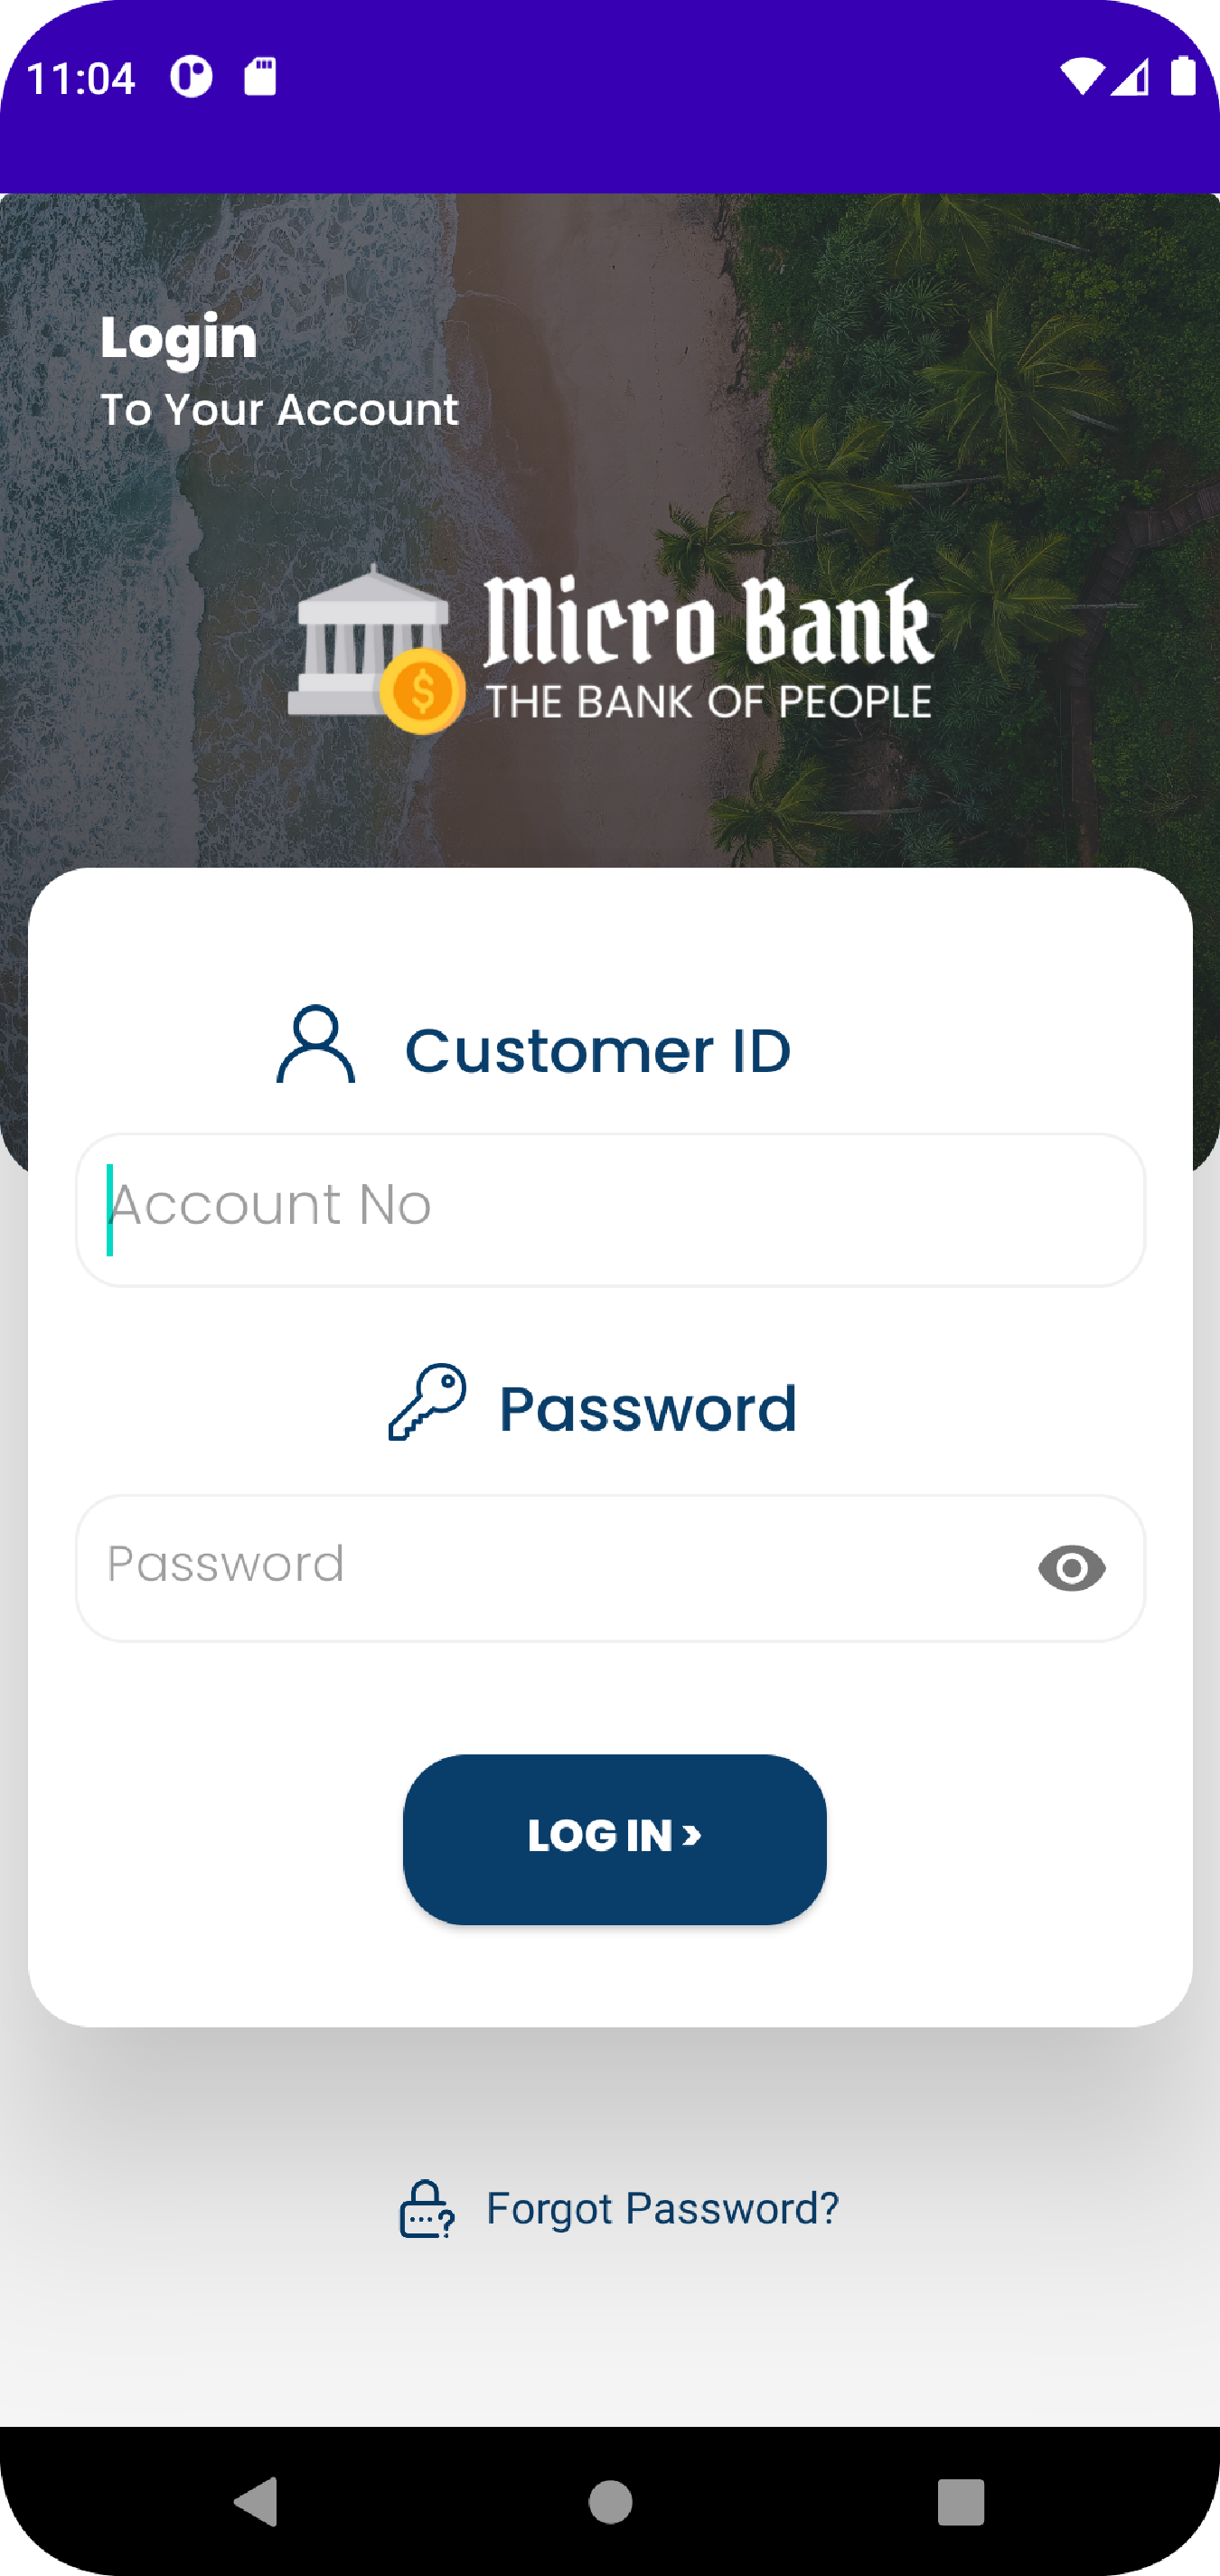 11:04
Login
To Your Account
Micro Bank
THE BANK OF PEOPLE
Customer ID
Account No
Password
Password
LOG IN >
Forgot Password?